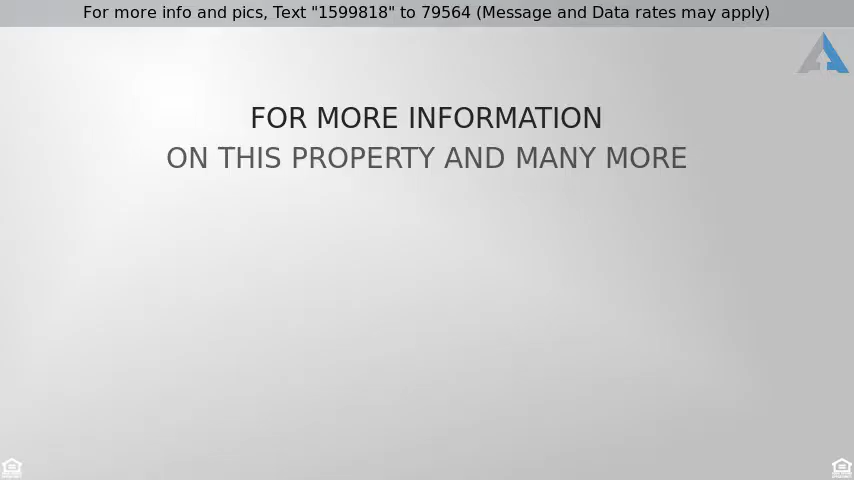 For more info and pics, Text "1599818" to 79564 (Message and Data rates may apply)
FOR MORE INFORMATION
ON THIS PROPERTY AND MANY MORE